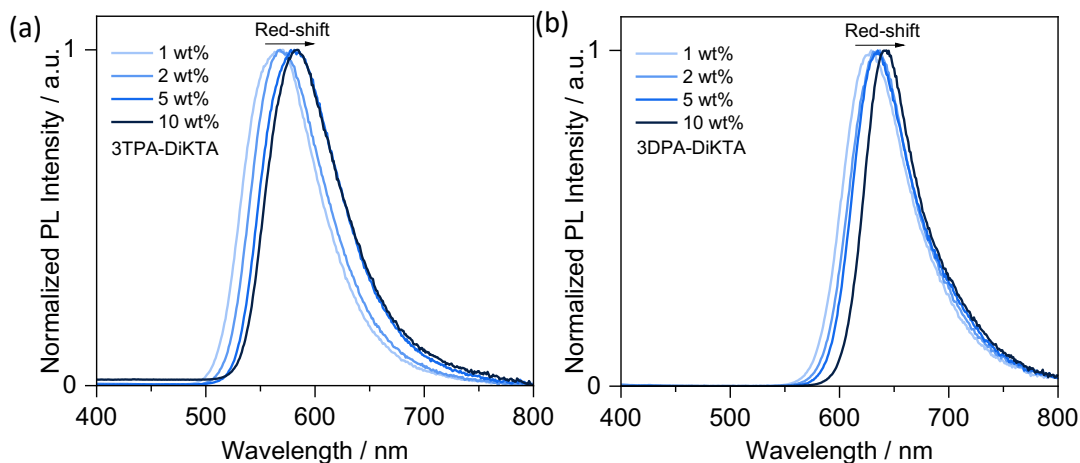 (a)
Red-shift
1
1 wt%
2 wt%
5 wt%
10 wt%
3TPA-DiKTA
Normalized PL Intensity / a.u.
0
400 500 600 700 800
Wavelength / nm
(b)
Red-shift
1
1 wt%
2 wt%
5 wt%
10 wt%
3DPA-DiKTA
Normalized PL Intensity / a.u.
0
400 500 600 700 800
Wavelength / nm